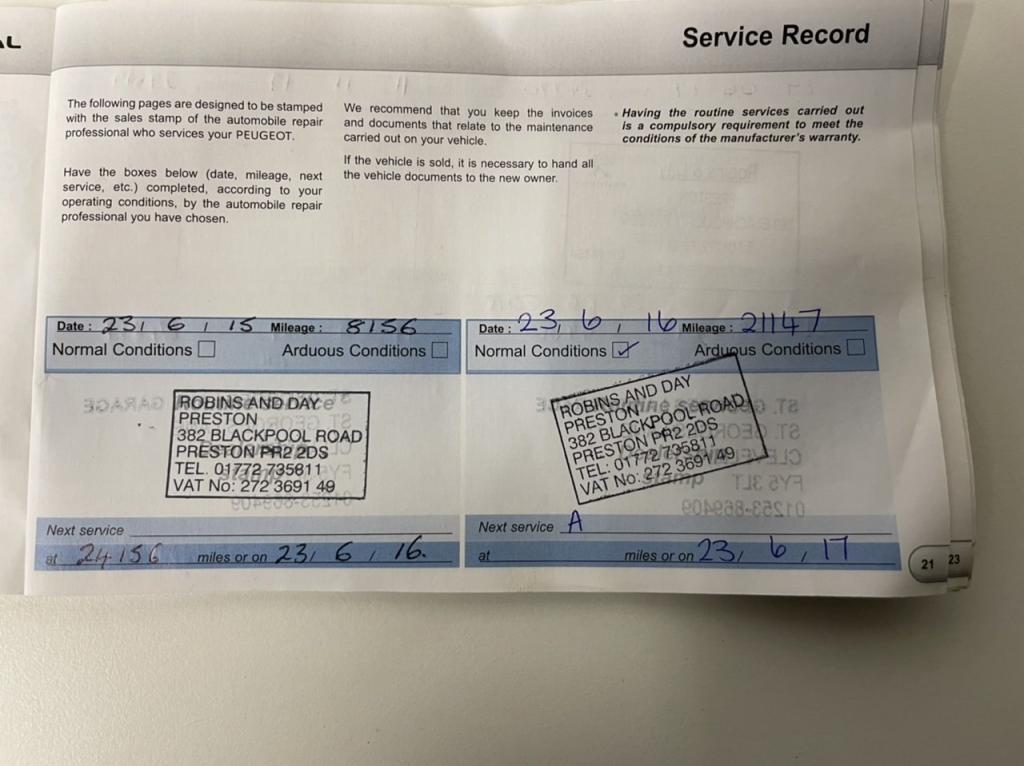 AL
Service Record
The following pages are designed to be stamped
with the sales stamp of the automobile repair
professional who services your PEUGEOT.
Have the boxes below (date, mileage, next
service, etc.) completed, according to your
operating conditions, by the automobile repair
professional you have chosen.
We recommend that you keep the invoices
and documents that relate to the maintenance
carried out on your vehicle.
If the vehicle is sold, it is necessary to hand all
the vehicle documents to the new owner.
• Having the routine services carried out
is a compulsory requirement to meet the
conditions of the manufacturer's warranty.
Date : 23/ 6 / 15 Mileage : 8156
Normal Conditions Arduous Conditions
ROBINS AND DAY
PRESTON
382 BLACKPOOL ROAD
PRESTON PR2 2DS
TEL. 01772 735811
VAT No: 272 3691 49
Next service
at 24156 miles or on 23/ 6 / 16.
Date : 23/ 6 / 16 Mileage : 21147
Normal Conditions ✓ Arduous Conditions
ROBINS AND DAY
PRESTON
382 BLACKPOOL ROAD
PRESTON PR2 2DS
TEL: 01772 735811
VAT No: 272 3691 49
Next service A
at miles or on 23/ 6 / 17
21
23